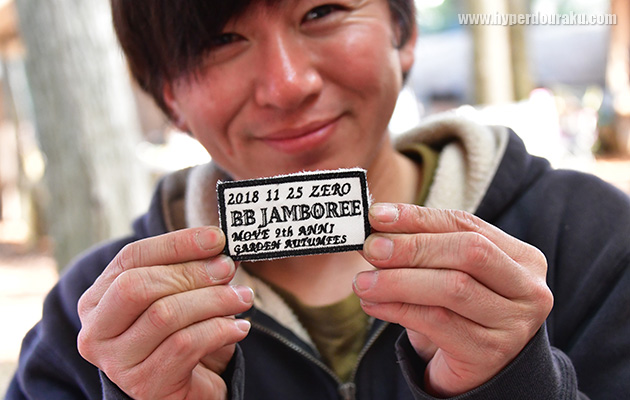 www.hyperdouraku.com
2018 11 25 ZERO
BB JAMBOREE
MOVE 9th ANNI
GARDEN AUTUMFES